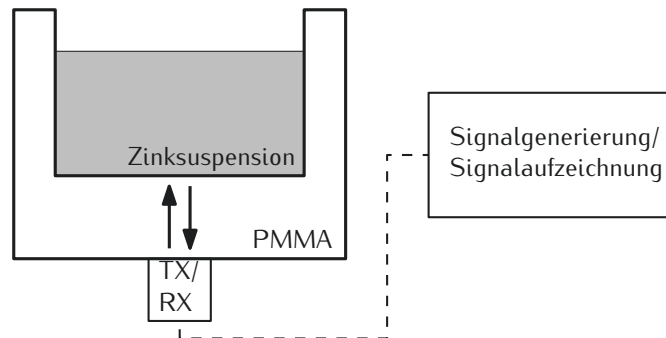 Zinksuspension
Signalgenerierung/
Signalaufzeichnung
PMMA
TX/
RX